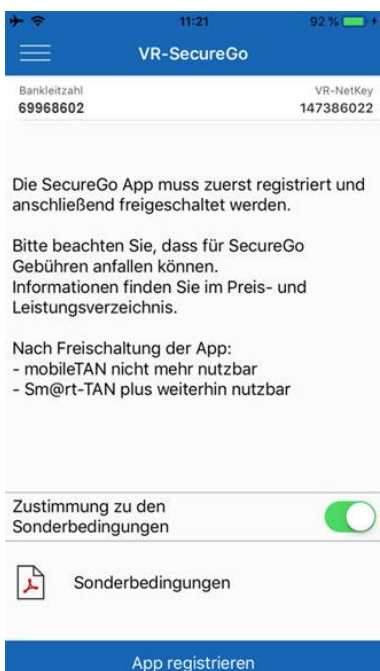 11:21
92 %
VR-SecureGo
Bankleitzahl
VR-NetKey
69968602
147386022
Die SecureGo App muss zuerst registriert und
anschließend freigeschaltet werden.
Bitte beachten Sie, dass für SecureGo
Gebühren anfallen können.
Informationen finden Sie im Preis- und
Leistungsverzeichnis.
Nach Freischaltung der App:
- mobileTAN nicht mehr nutzbar
- Sm@rt-TAN plus weiterhin nutzbar
Zustimmung zu den
Sonderbedingungen
Sonderbedingungen
App registrieren